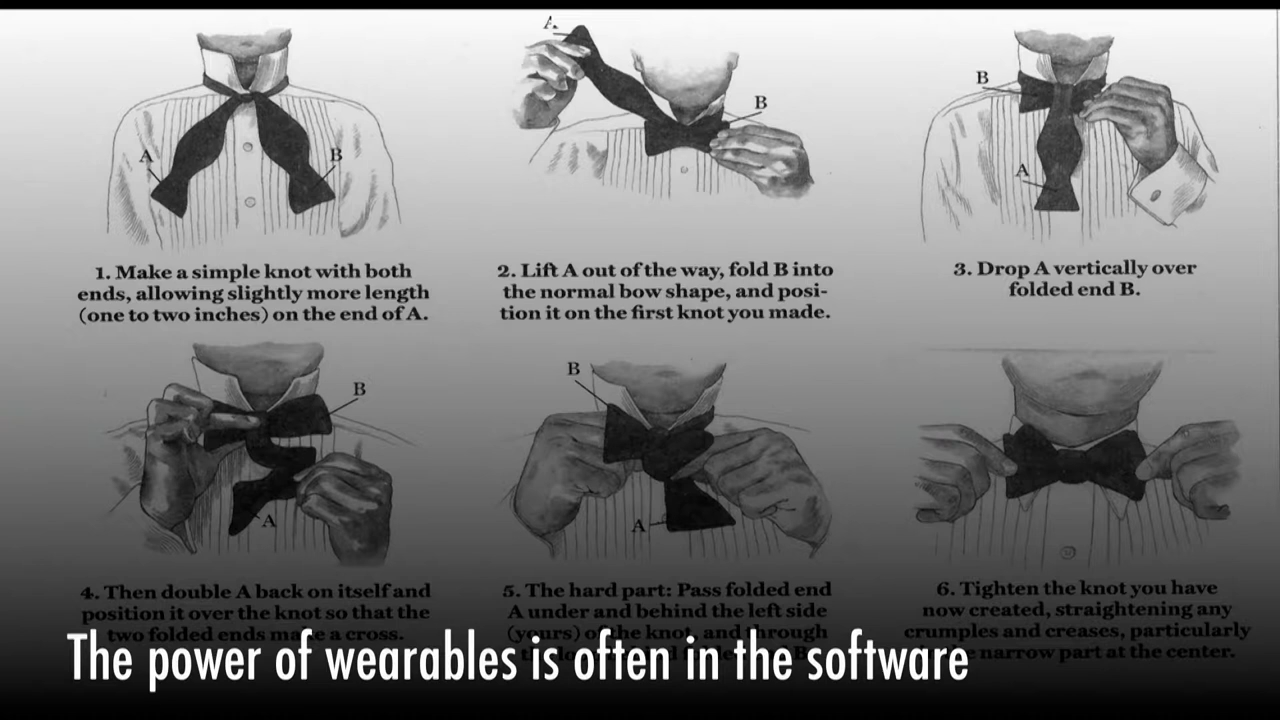 A
B
1. Make a simple knot with both
ends, allowing slightly more length
(one to two inches) on the end of A.
A
B
2. Lift A out of the way, fold B into
the normal bow shape, and posi-
tion it on the first knot you made.
B
A
3. Drop A vertically over
folded end B.
B
A
4. Then double A back on itself and
position it over the knot so that the
two folded ends make a cross.
B
A
5. The hard part: Pass folded end
A under and behind the left side
(yours) of the knot, and through
6. Tighten the knot you have
now created, straightening any
crumples and creases, particularly
narrow part at the center.
The power of wearables is often in the software